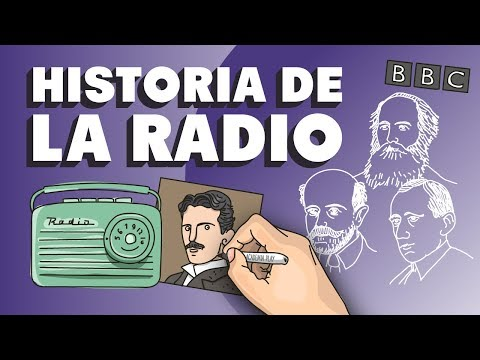 HISTORIA DE
LA RADIO
BBC
Radio